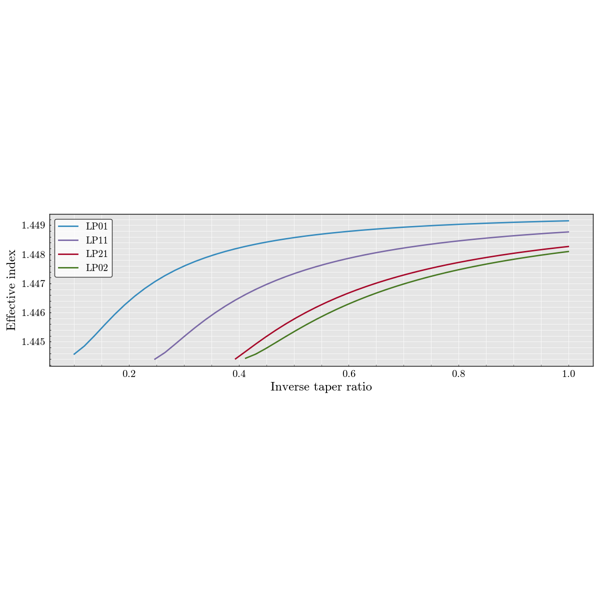 1.449
1.448
1.447
1.446
1.445
Effective index
LP01
LP11
LP21
LP02
0.2 0.4 0.6 0.8 1.0
Inverse taper ratio